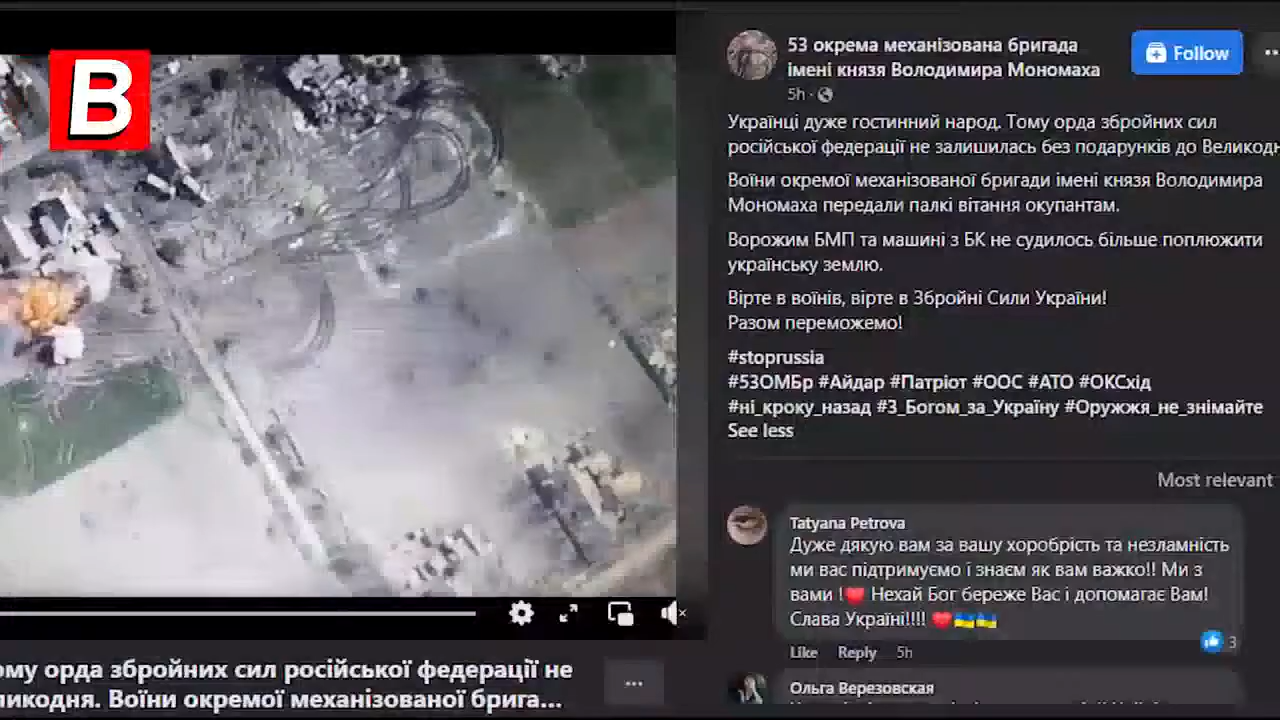 B
53 окрема механізована бригада
імені князя Володимира Мономаха
Follow
5h
Українці дуже гостинний народ. Тому орда збройних сил
російської федерації не залишилась без подарунків до Великодн
Воїни окремої механізованої бригади імені князя Володимира
Мономаха передали палкі вітання окупантам.
Ворожим БМП та машині з БК не судилось більше поплюжити
українську землю.
Вірте в воїнів, вірте в Збройні Сили України!
Разом переможемо!
#stoprussia
#53ОМБр #Айдар #Патріот #ООС #АТО #ОКСхід
#ні_кроку_назад #З_Богом_за_Україну #Оружжя_не_знімайте
See less
Most relevant
Tatyana Petrova
Дуже дякую вам за вашу хоробрість та незламність
ми вас підтримуємо і знаєм як вам важко!! Ми з
вами !❤️ Нехай Бог береже Вас і допомагає Вам!
Слава Україні!!!! ❤️🇺🇦🇺🇦
3
Like Reply 5h
Ольга Верезовская
ому орда збройних сил російської федерації не
ликодня. Воїни окремої механізованої брига...